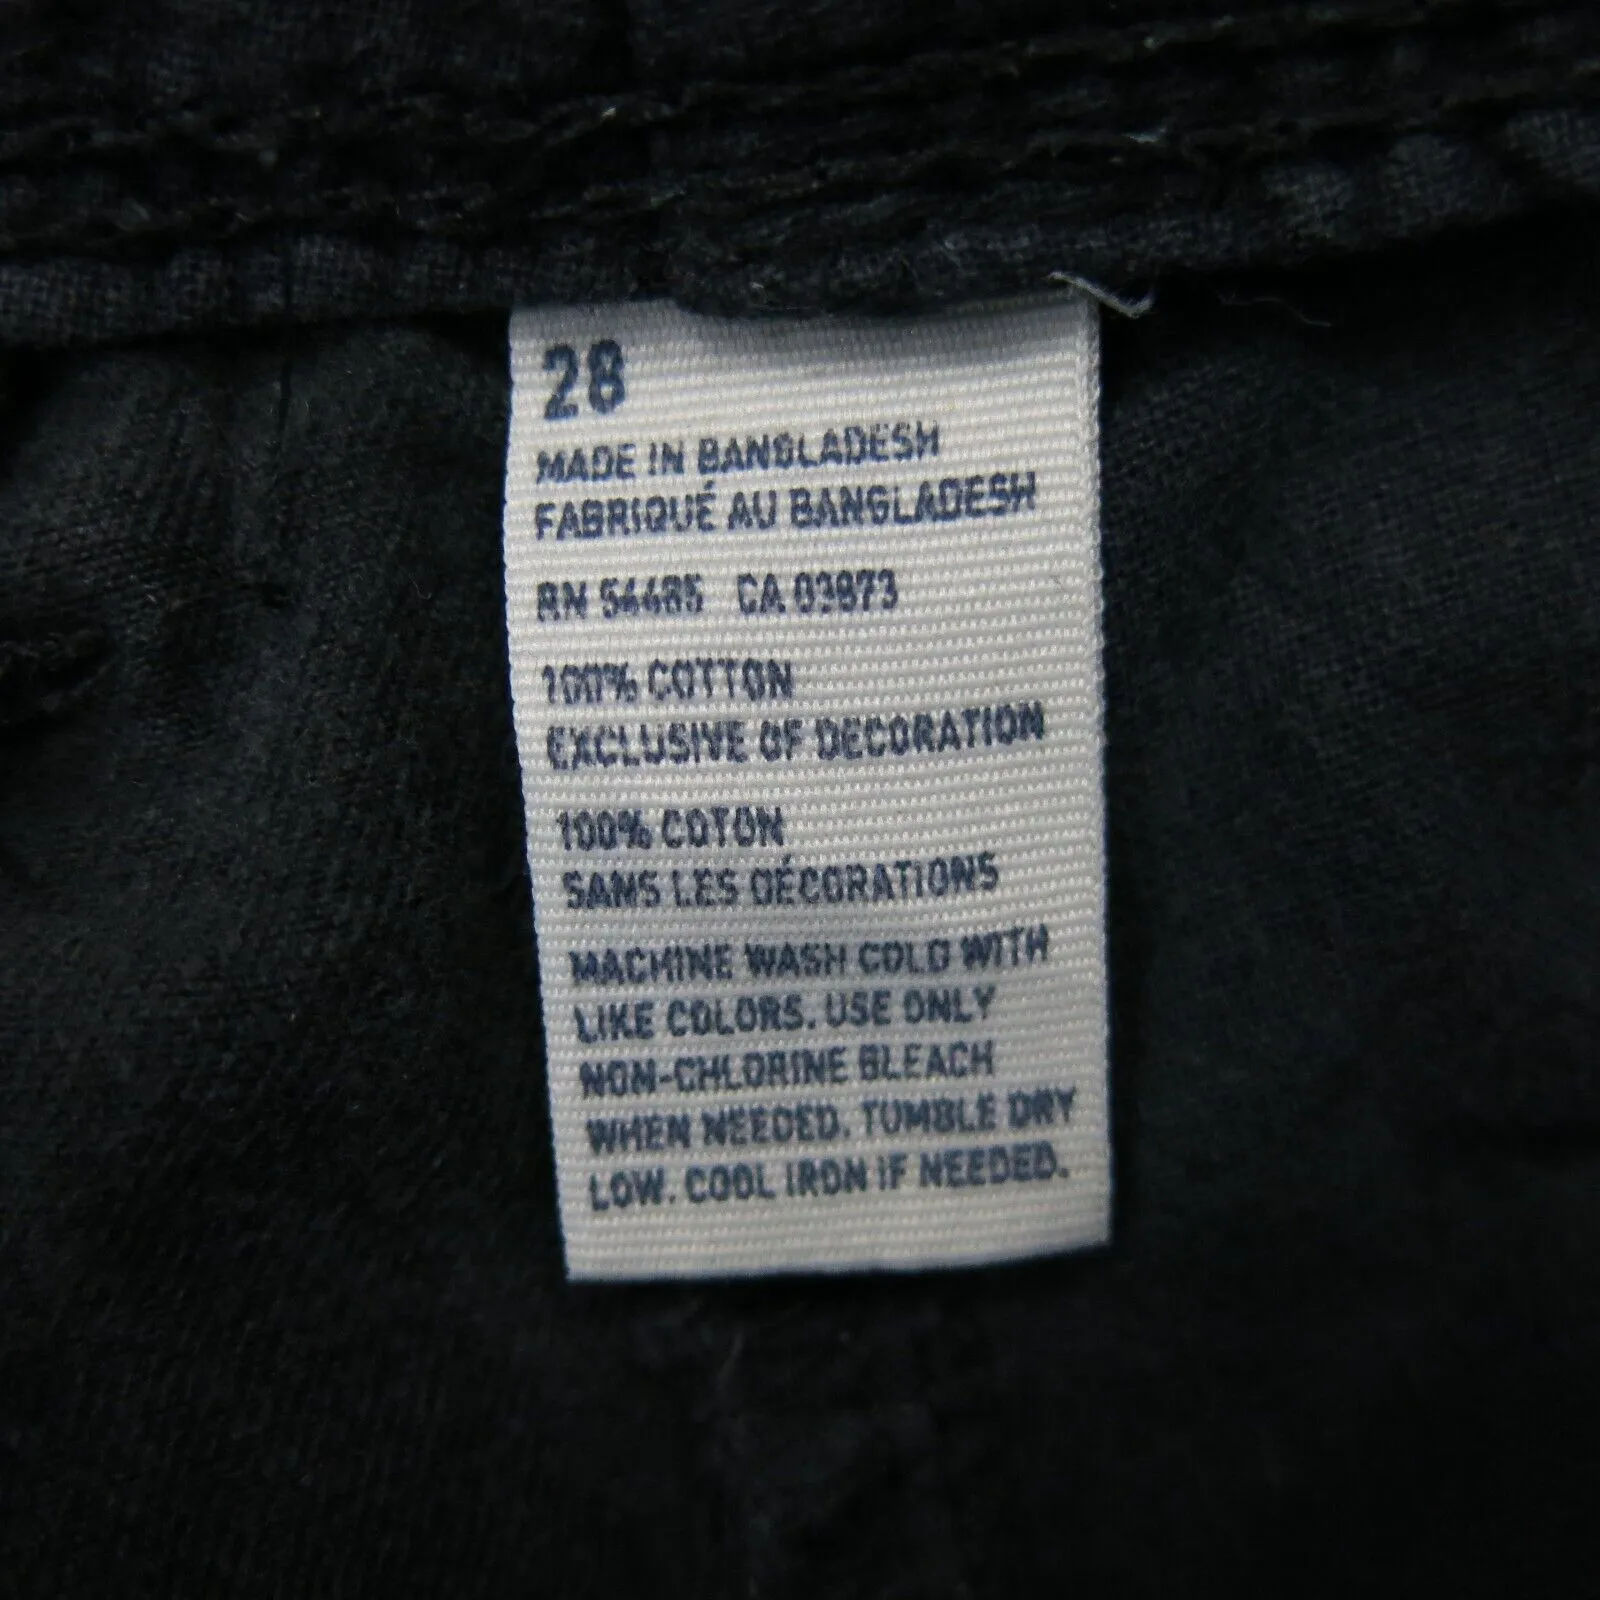 28
MADE IN BANGLADESH
FABRIQUÉ AU BANGLADESH
RN 54485 CA 03873
100% COTTON
EXCLUSIVE OF DECORATION
100% COTON
SANS LES DÉCORATIONS
MACHINE WASH COLD WITH
LIKE COLORS. USE ONLY
NON-CHLORINE BLEACH
WHEN NEEDED. TUMBLE DRY
LOW. COOL IRON IF NEEDED.